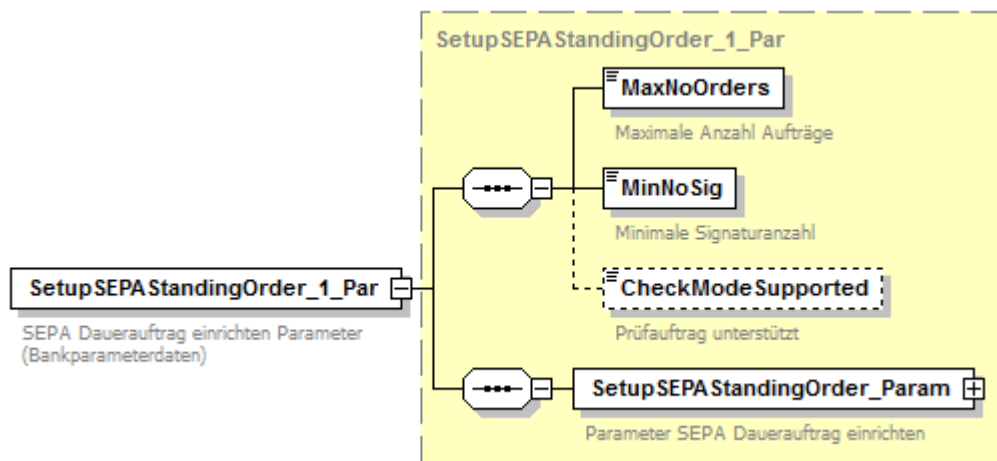 SetupSEPAStandingOrder_1_Par
MaxNoOrders
Maximale Anzahl Aufträge
MinNoSig
Minimale Signaturanzahl
SetupSEPAStandingOrder_1_Par
CheckModeSupported
SEPA Dauerauftrag einrichten Parameter
(Bankparameterdaten)
Prüfauftrag unterstützt
SetupSEPAStandingOrder_Param
Parameter SEPA Dauerauftrag einrichten